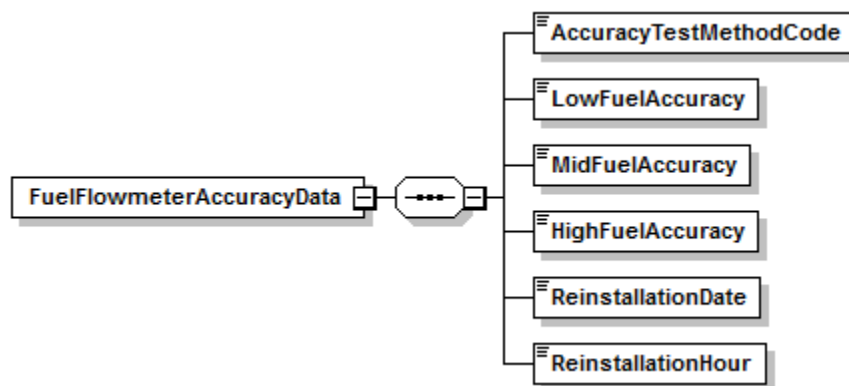 AccuracyTestMethodCode
LowFuelAccuracy
MidFuelAccuracy
FuelFlowmeterAccuracyData
HighFuelAccuracy
ReinstallationDate
ReinstallationHour